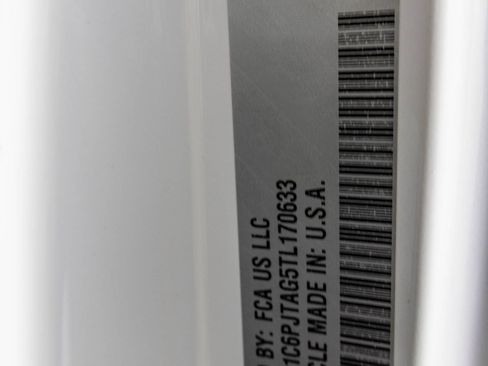 BY: FCA US LLC
1C6PJTAG5TL170633
CLE MADE IN: U.S.A.